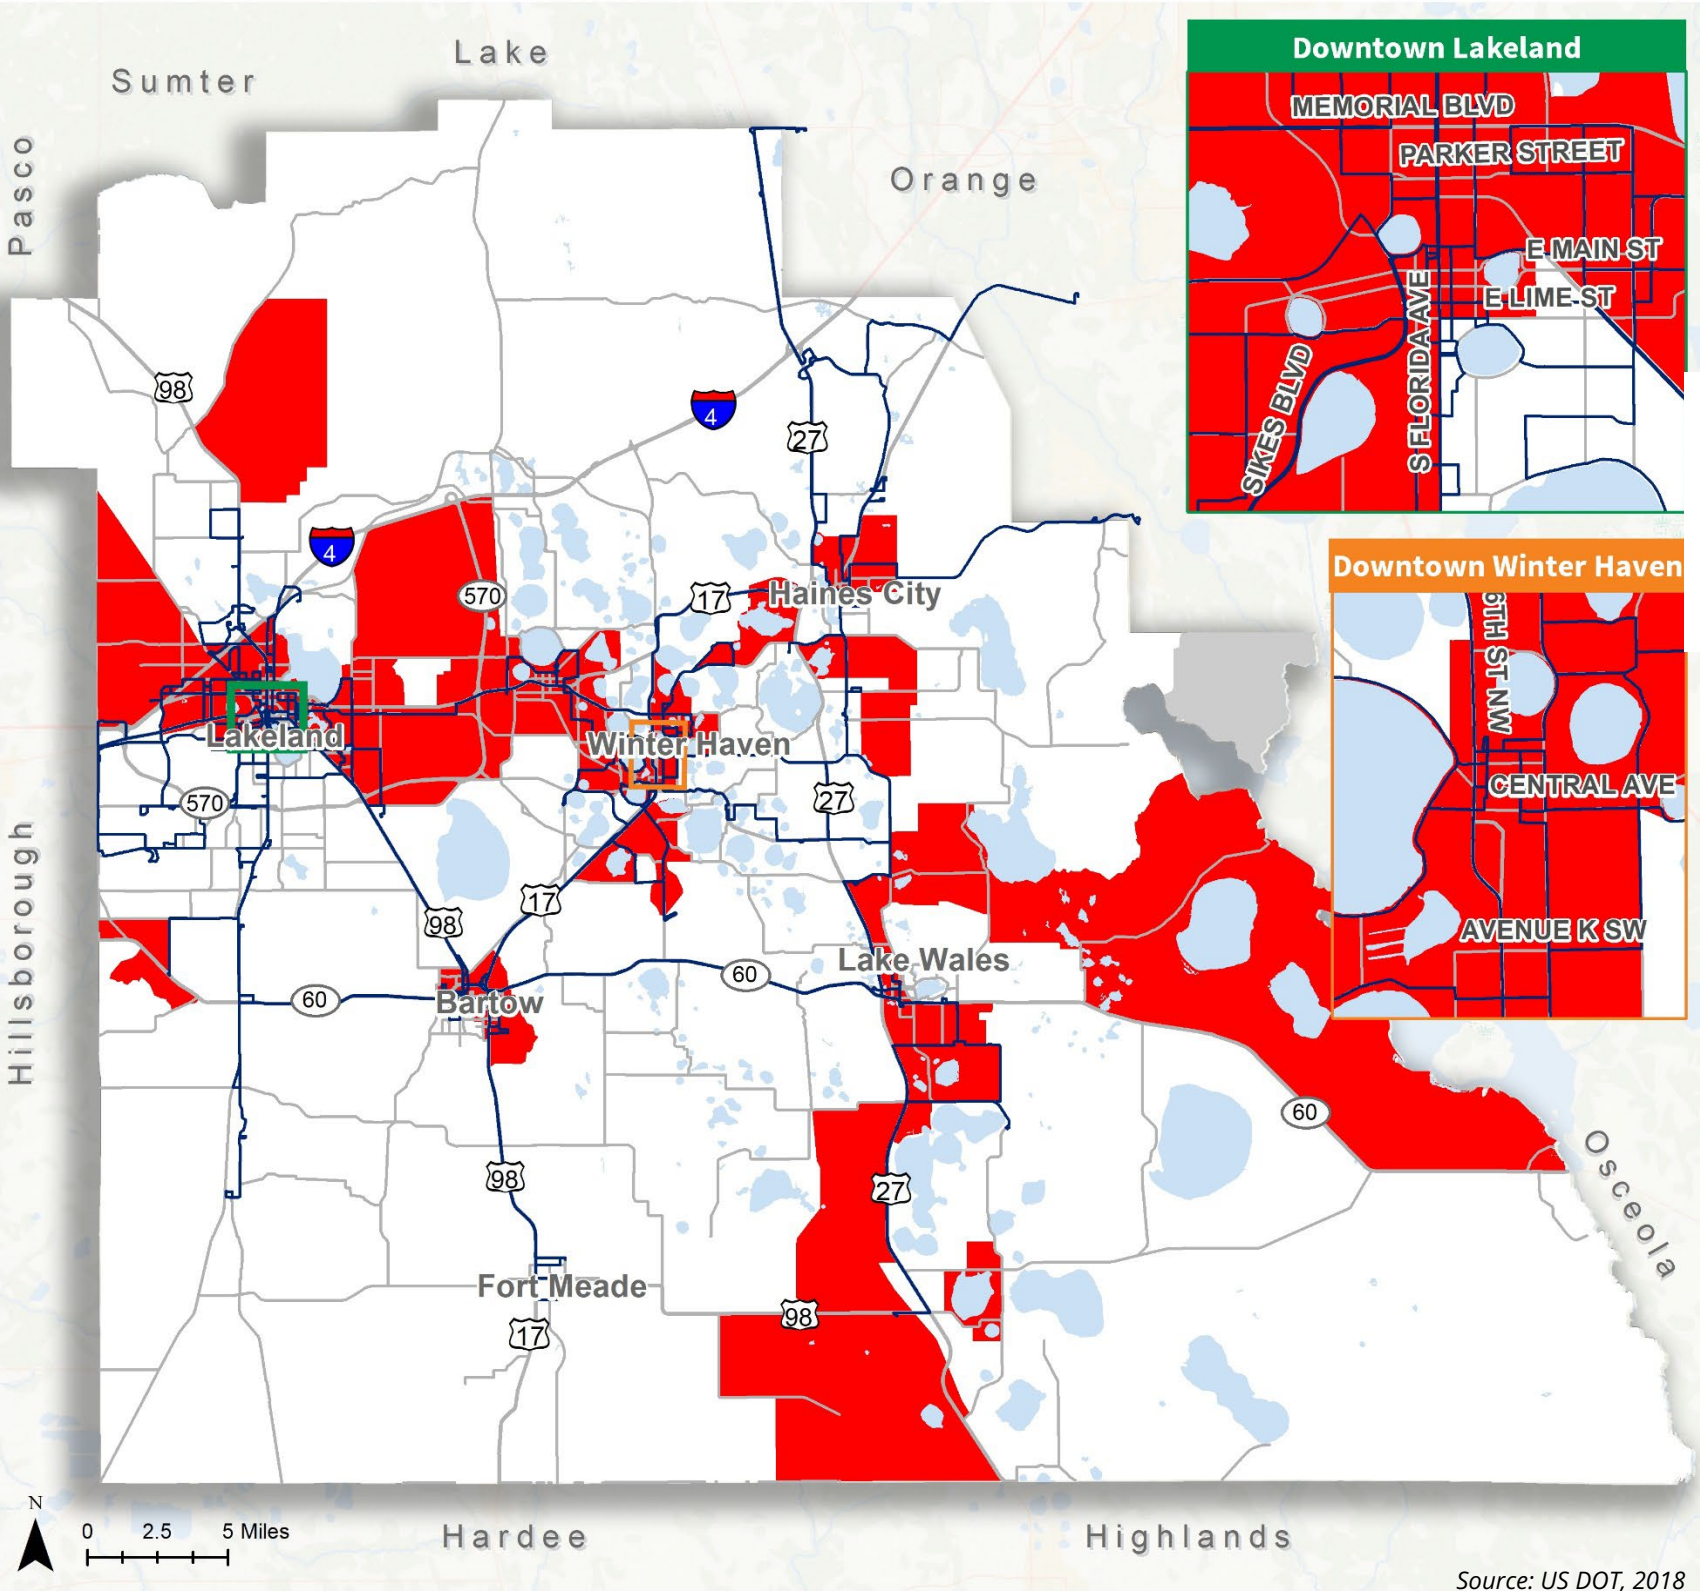 Lake
Sumter
Pasco
Orange
Hillsborough
Osceola
Hardee
Highlands
Downtown Lakeland
MEMORIAL BLVD
PARKER STREET
E MAIN ST
E LIME ST
S FLORIDA AVE
SIKES BLVD
Downtown Winter Haven
6TH ST NW
CENTRAL AVE
AVENUE K SW
98
4
27
4
570
17
Haines City
Lakeland
Winter Haven
570
27
17
98
Lake Wales
60
60
Bartow
60
98
27
Fort Meade
98
17
N
0 2.5 5 Miles
Source: US DOT, 2018